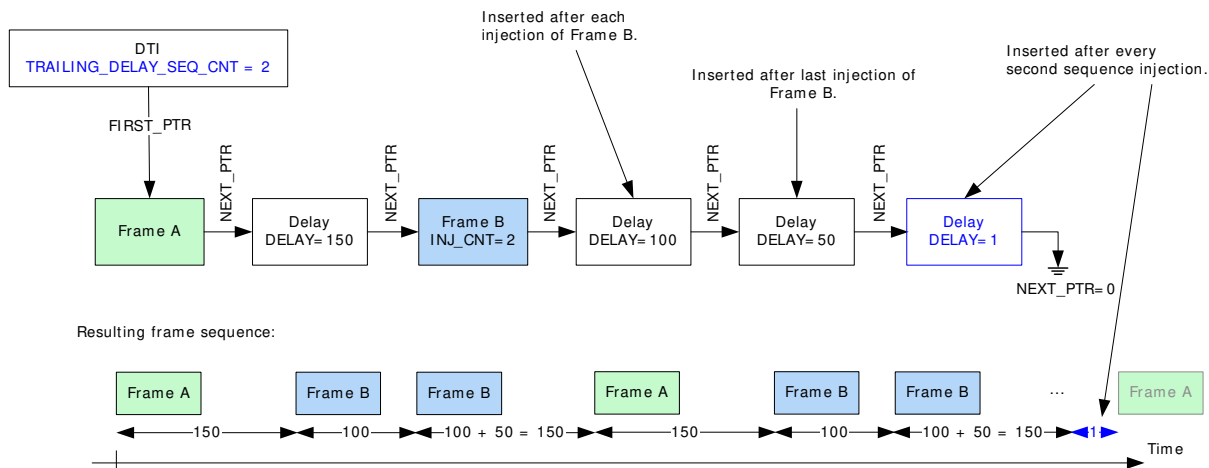 Inserted after each
injection of Frame B.
DTI
TRAILING_DELAY_SEQ_CNT = 2
Inserted after every
second sequence injection.
Inserted after last injection of
Frame B.
FIRST_PTR
NEXT_PTR
NEXT_PTR
NEXT_PTR
NEXT_PTR
NEXT_PTR
Frame A
Delay
DELAY= 150
Frame B
INJ_CNT= 2
Delay
DELAY= 100
Delay
DELAY= 50
Delay
DELAY= 1
NEXT_PTR= 0
Resulting frame sequence:
Frame A
Frame B
Frame B
Frame A
Frame B
Frame B
...
Frame A
150
100
100 + 50 = 150
150
100
100 + 50 = 150
1
Time